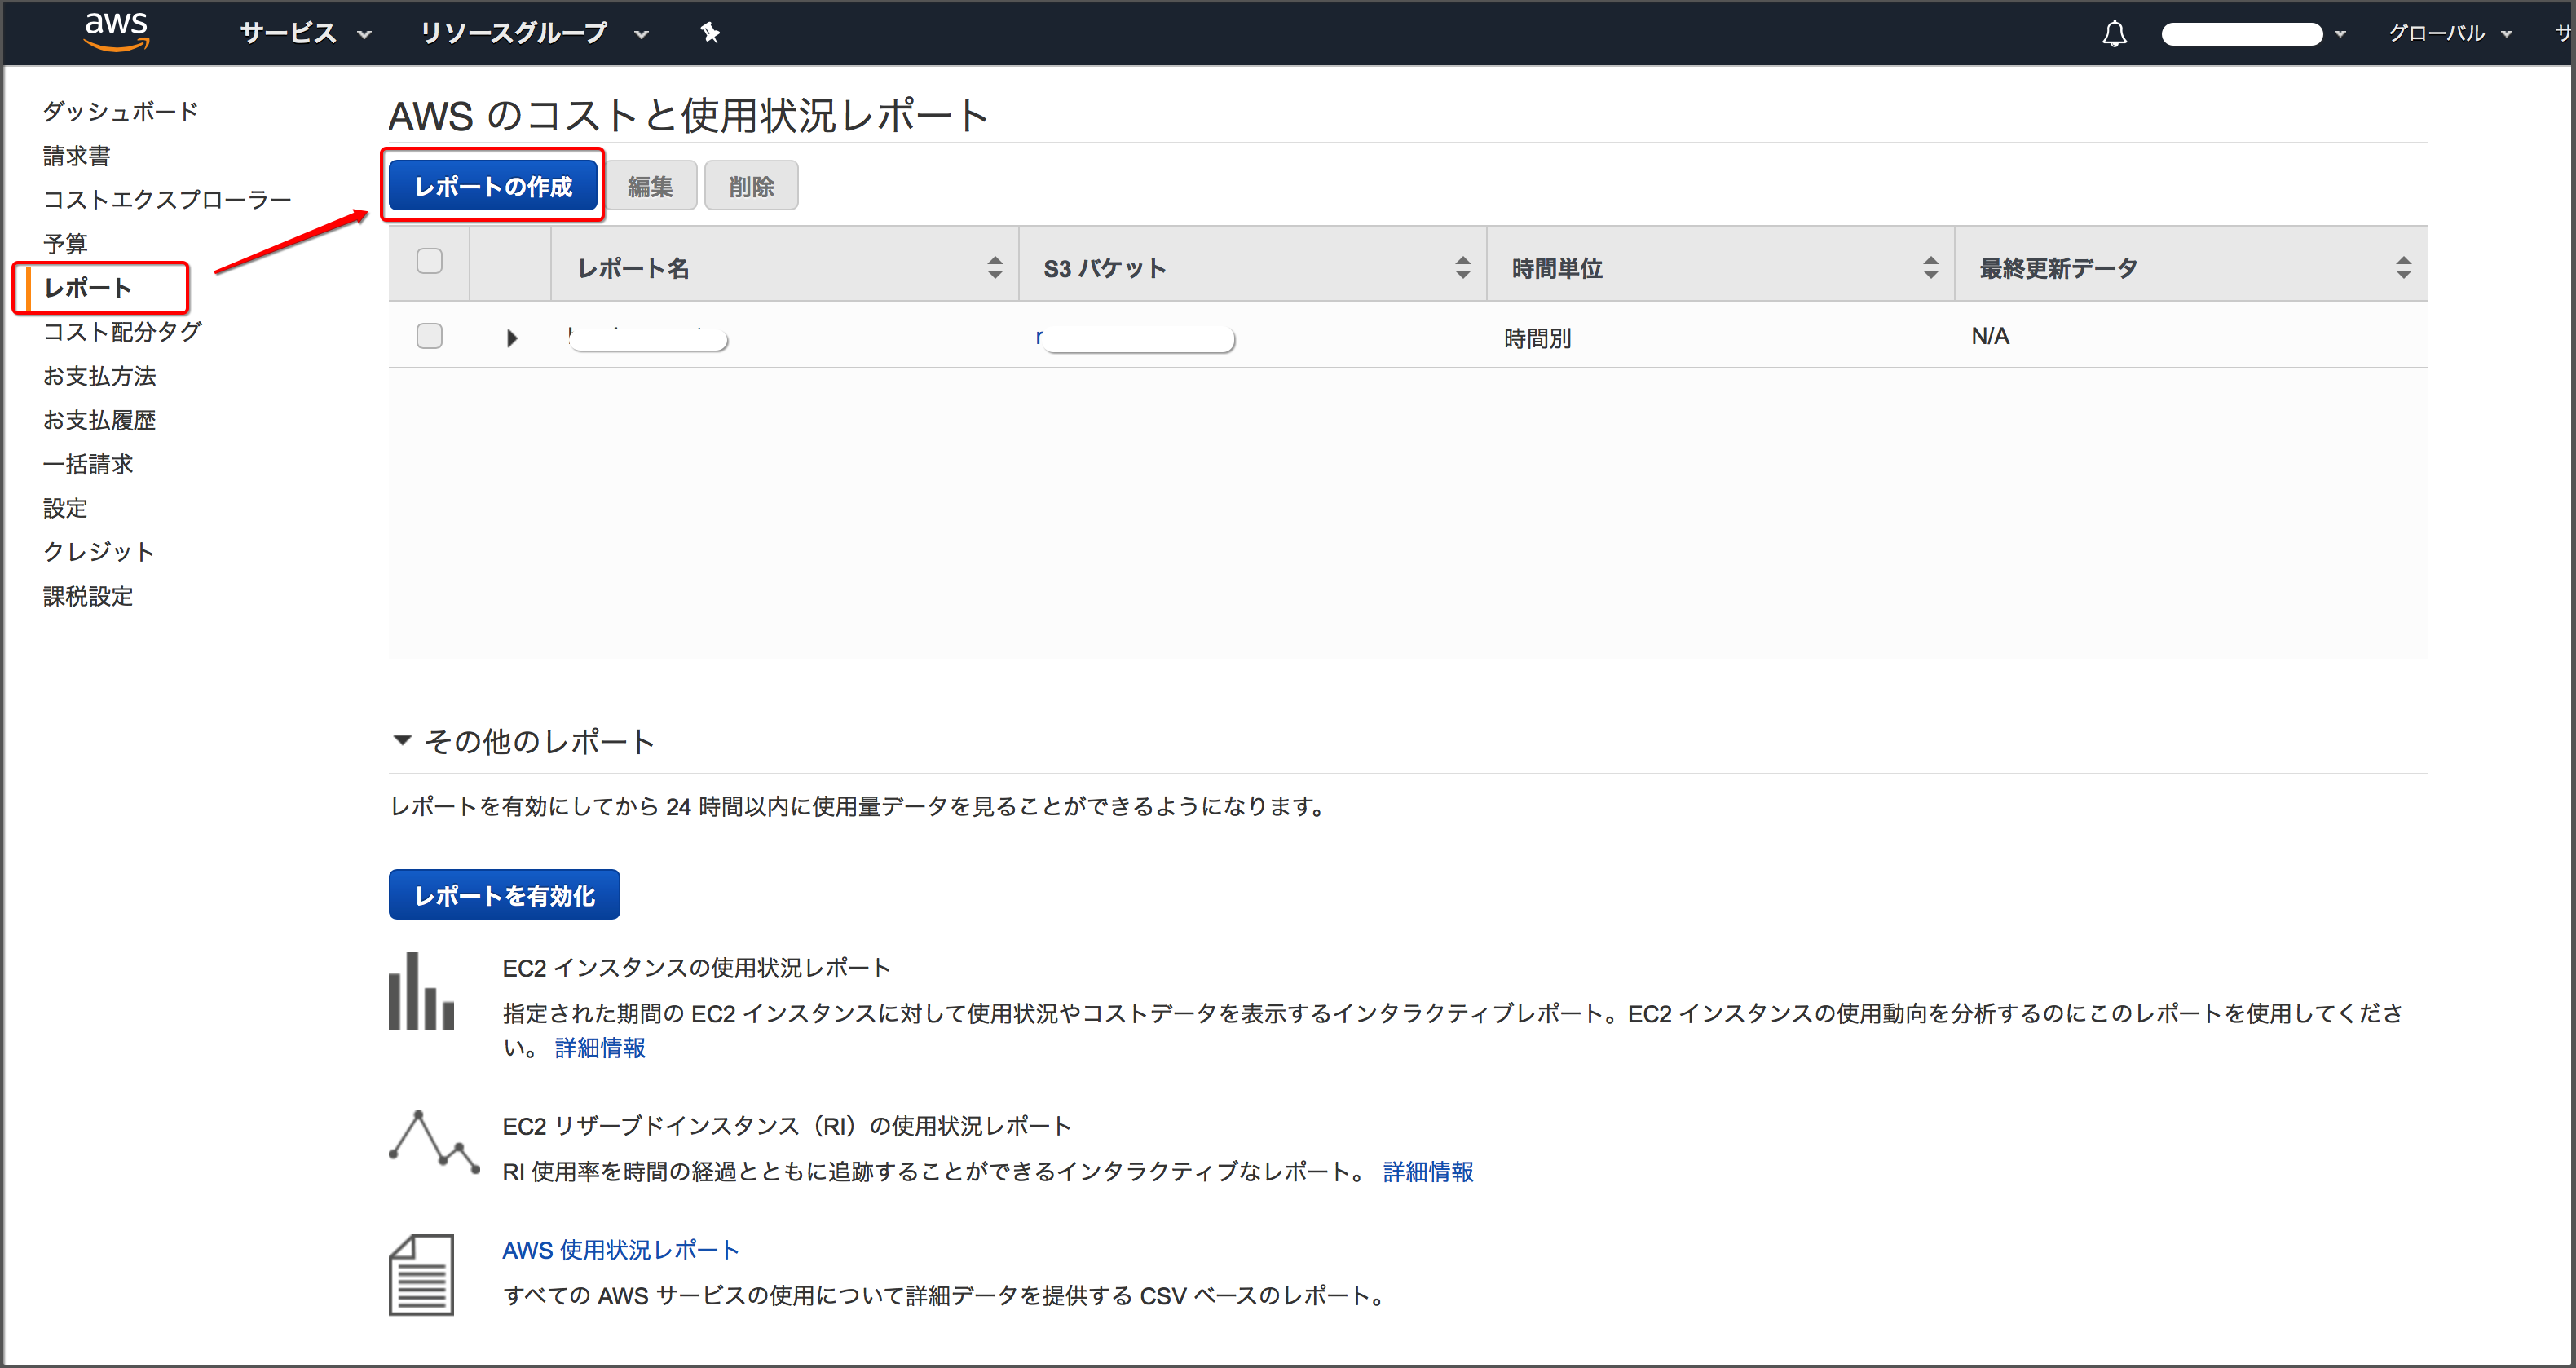 aws サービス リソースグループ グローバル サ
ダッシュボード
請求書
コストエクスプローラー
予算
レポート
コスト配分タグ
お支払方法
お支払履歴
一括請求
設定
クレジット
課税設定
AWS のコストと使用状況レポート
レポートの作成 編集 削除
レポート名 S3 バケット 時間単位 最終更新データ
r 時間別 N/A
その他のレポート
レポートを有効にしてから 24 時間以内に使用量データを見ることができるようになります。
レポートを有効化
EC2 インスタンスの使用状況レポート
指定された期間の EC2 インスタンスに対して使用状況やコストデータを表示するインタラクティブレポート。EC2 インスタンスの使用動向を分析するのにこのレポートを使用してくださ
い。 詳細情報
EC2 リザーブドインスタンス（RI）の使用状況レポート
RI 使用率を時間の経過とともに追跡することができるインタラクティブなレポート。 詳細情報
AWS 使用状況レポート
すべての AWS サービスの使用について詳細データを提供する CSV ベースのレポート。